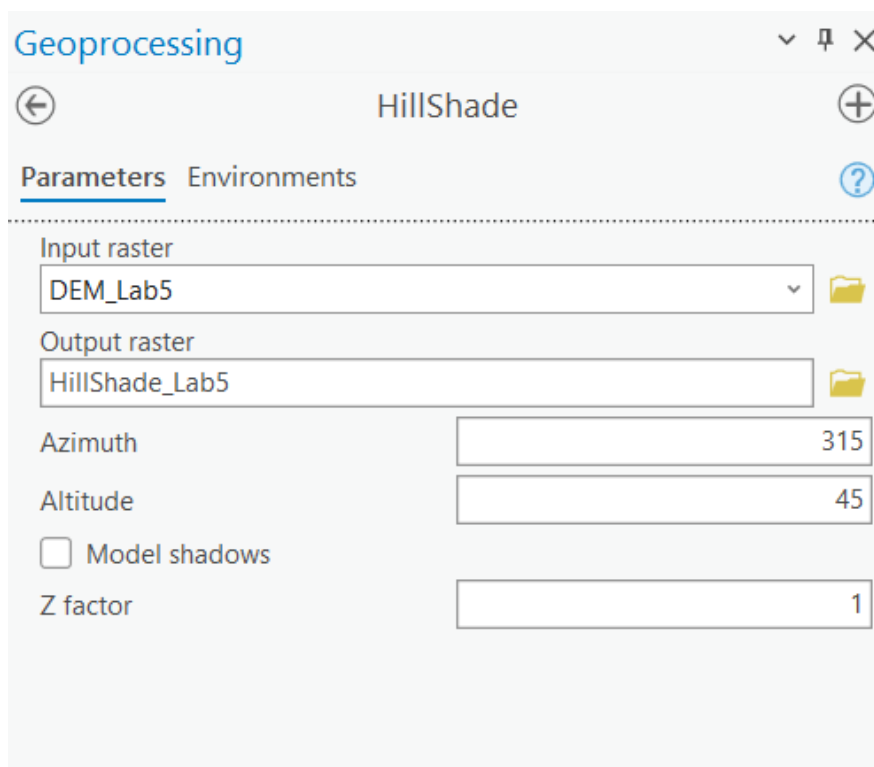 Geoprocessing
HillShade
Parameters Environments
Input raster
DEM_Lab5
Output raster
HillShade_Lab5
Azimuth 315
Altitude 45
Model shadows
Z factor 1